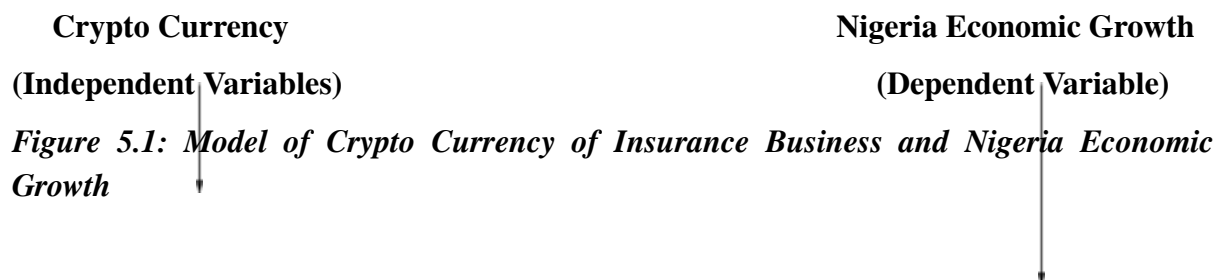 Crypto Currency Nigeria Economic Growth
(Independent Variables) (Dependent Variable)
Figure 5.1: Model of Crypto Currency of Insurance Business and Nigeria Economic
Growth